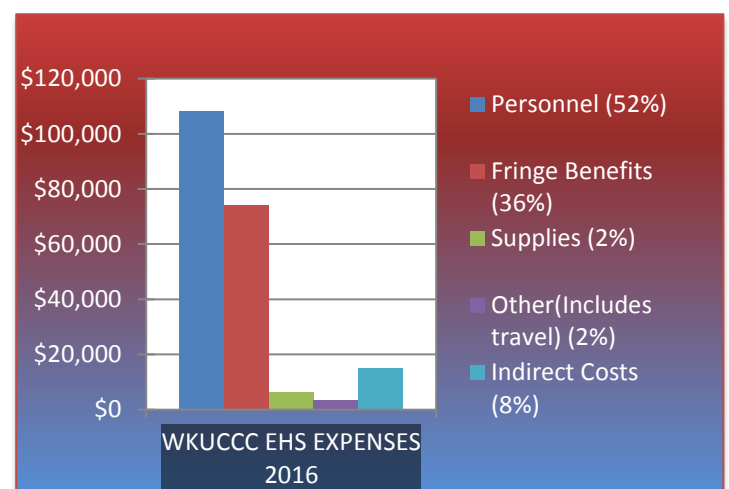 $120,000
$100,000
$80,000
$60,000
$40,000
$20,000
$0
WKUCCC EHS EXPENSES
2016
Personnel (52%)
Fringe Benefits
(36%)
Supplies (2%)
Other(Includes
travel) (2%)
Indirect Costs
(8%)